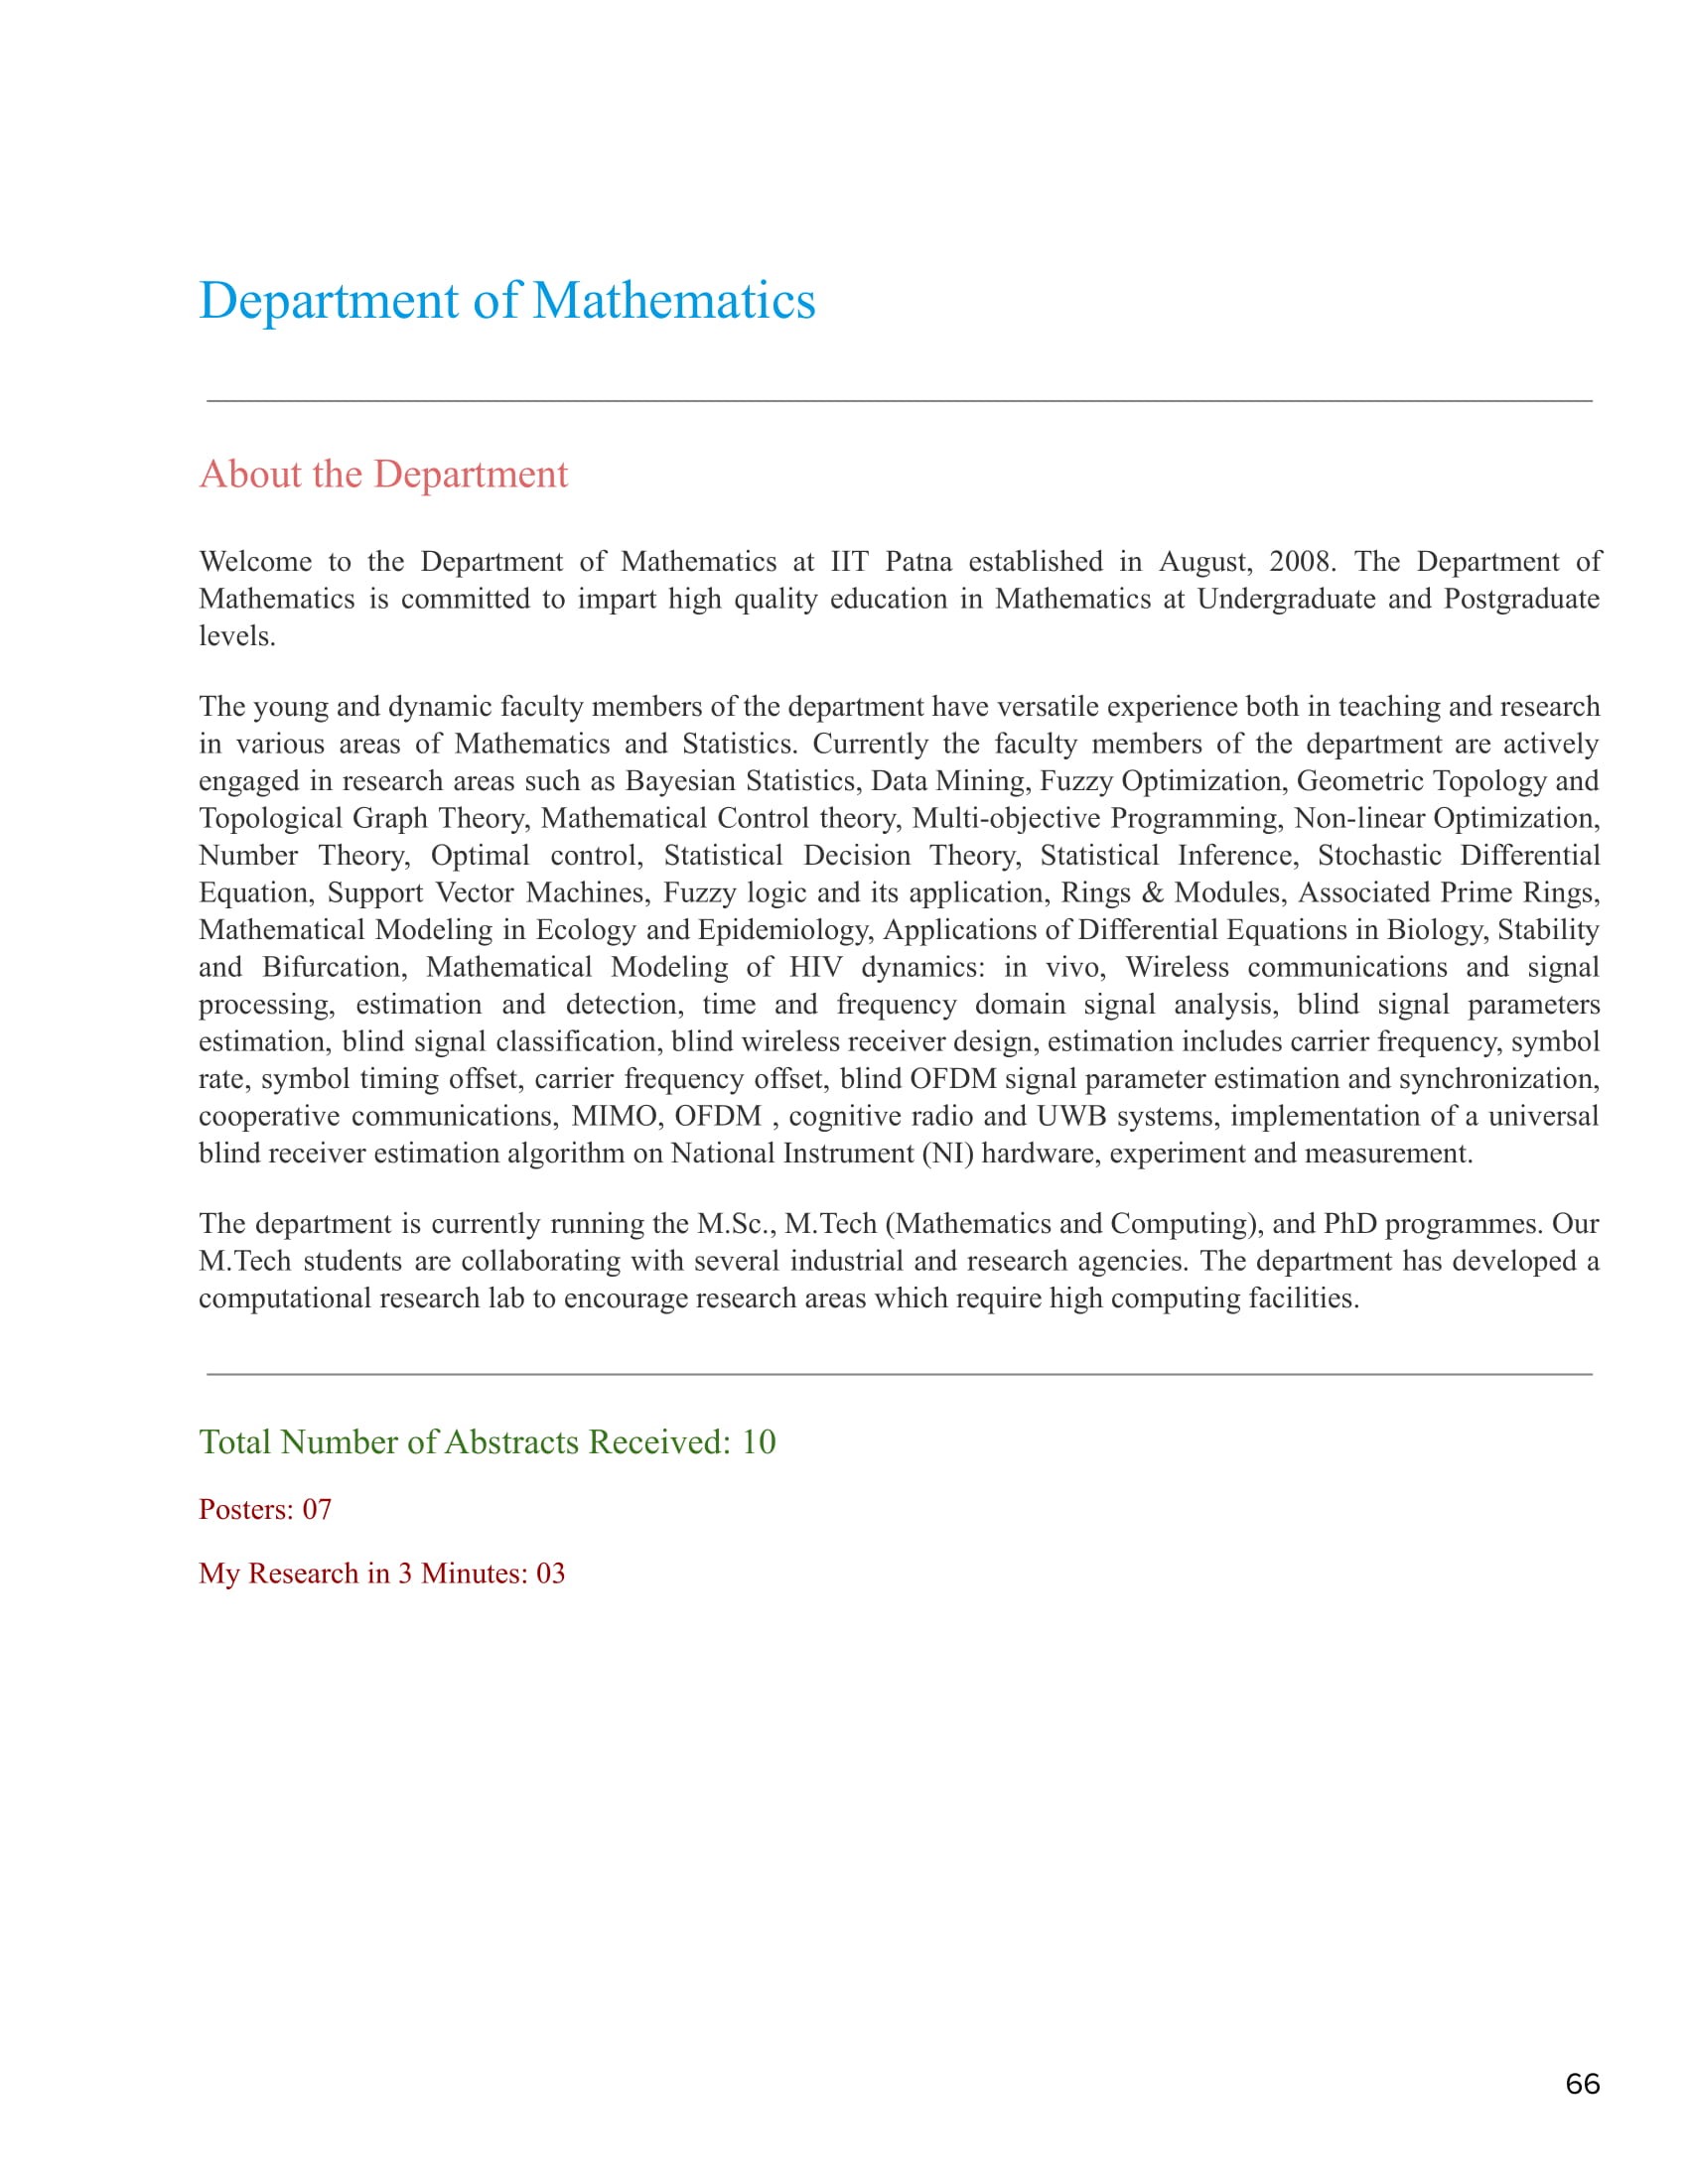 Department of Mathematics
About the Department
Welcome to the Department of Mathematics at IIT Patna established in August, 2008. The Department of
Mathematics is committed to impart high quality education in Mathematics at Undergraduate and Postgraduate
levels.
The young and dynamic faculty members of the department have versatile experience both in teaching and research
in various areas of Mathematics and Statistics. Currently the faculty members of the department are actively
engaged in research areas such as Bayesian Statistics, Data Mining, Fuzzy Optimization, Geometric Topology and
Topological Graph Theory, Mathematical Control theory, Multi-objective Programming, Non-linear Optimization,
Number Theory, Optimal control, Statistical Decision Theory, Statistical Inference, Stochastic Differential
Equation, Support Vector Machines, Fuzzy logic and its application, Rings & Modules, Associated Prime Rings,
Mathematical Modeling in Ecology and Epidemiology, Applications of Differential Equations in Biology, Stability
and Bifurcation, Mathematical Modeling of HIV dynamics: in vivo, Wireless communications and signal
processing, estimation and detection, time and frequency domain signal analysis, blind signal parameters
estimation, blind signal classification, blind wireless receiver design, estimation includes carrier frequency, symbol
rate, symbol timing offset, carrier frequency offset, blind OFDM signal parameter estimation and synchronization,
cooperative communications, MIMO, OFDM , cognitive radio and UWB systems, implementation of a universal
blind receiver estimation algorithm on National Instrument (NI) hardware, experiment and measurement.
The department is currently running the M.Sc., M.Tech (Mathematics and Computing), and PhD programmes. Our
M.Tech students are collaborating with several industrial and research agencies. The department has developed a
computational research lab to encourage research areas which require high computing facilities.
Total Number of Abstracts Received: 10
Posters: 07
My Research in 3 Minutes: 03
66